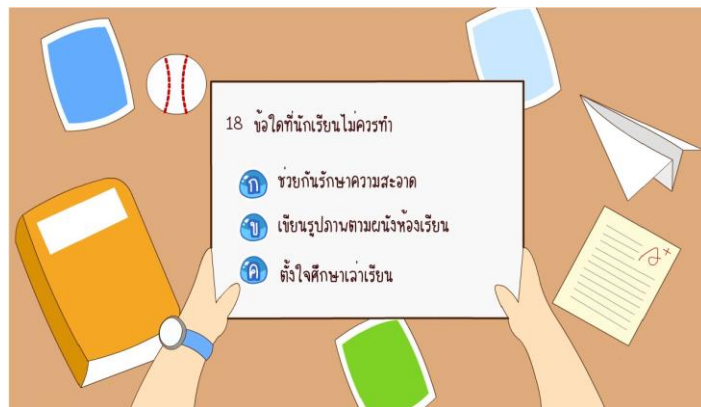 18 ข้อใดที่นักเรียนไม่ควรทำ
ก ช่วยกันรักษาความสะอาด
ข เขียนรูปภาพตามผนังห้องเรียน
ค ตั้งใจศึกษาเล่าเรียน
A+